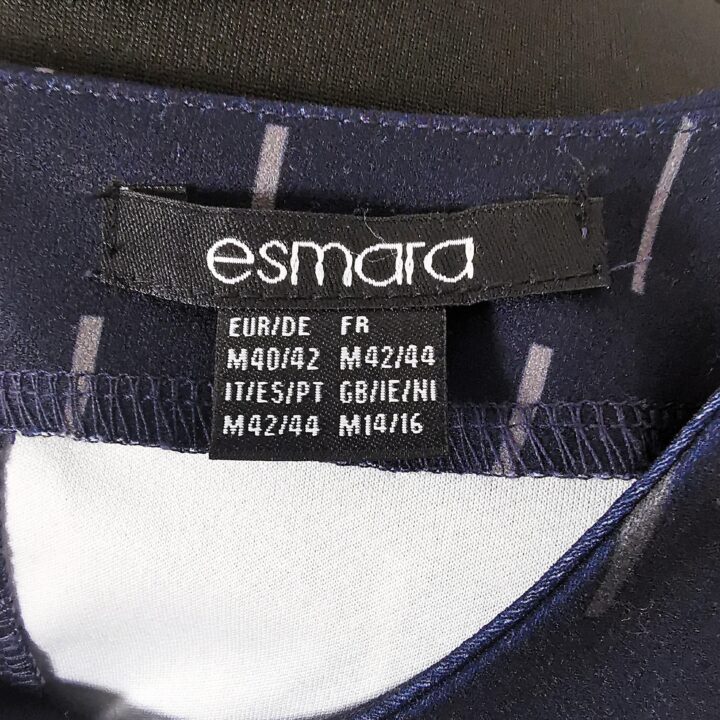 esmara
EUR/DE FR
M40/42 M42/44
IT/ES/PT GB/IE/NI
M42/44 M14/16